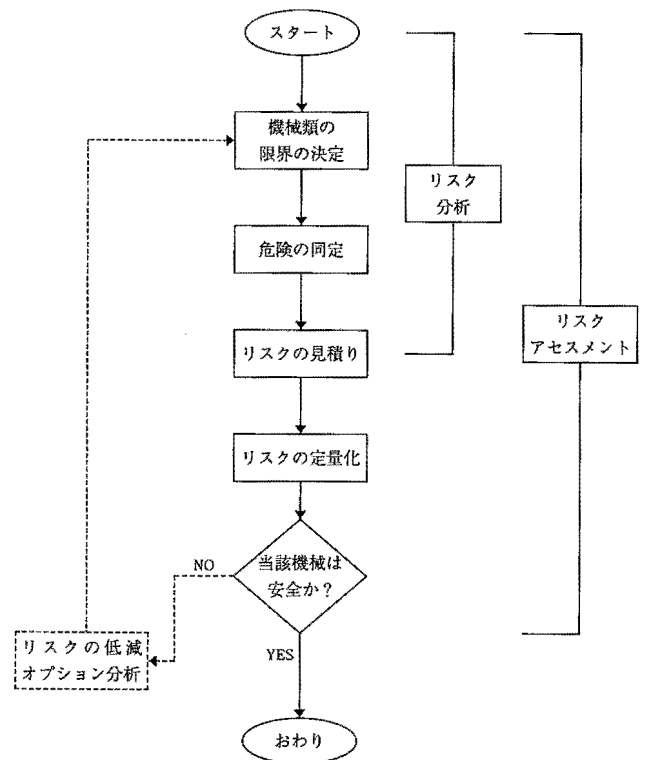 スタート
機械類の
限界の決定
リスク
分析
危険の同定
リスク
アセスメント
リスクの見積り
リスクの定量化
当該機械は
安全か？
NO
リスクの低減
オプション分析
YES
おわり